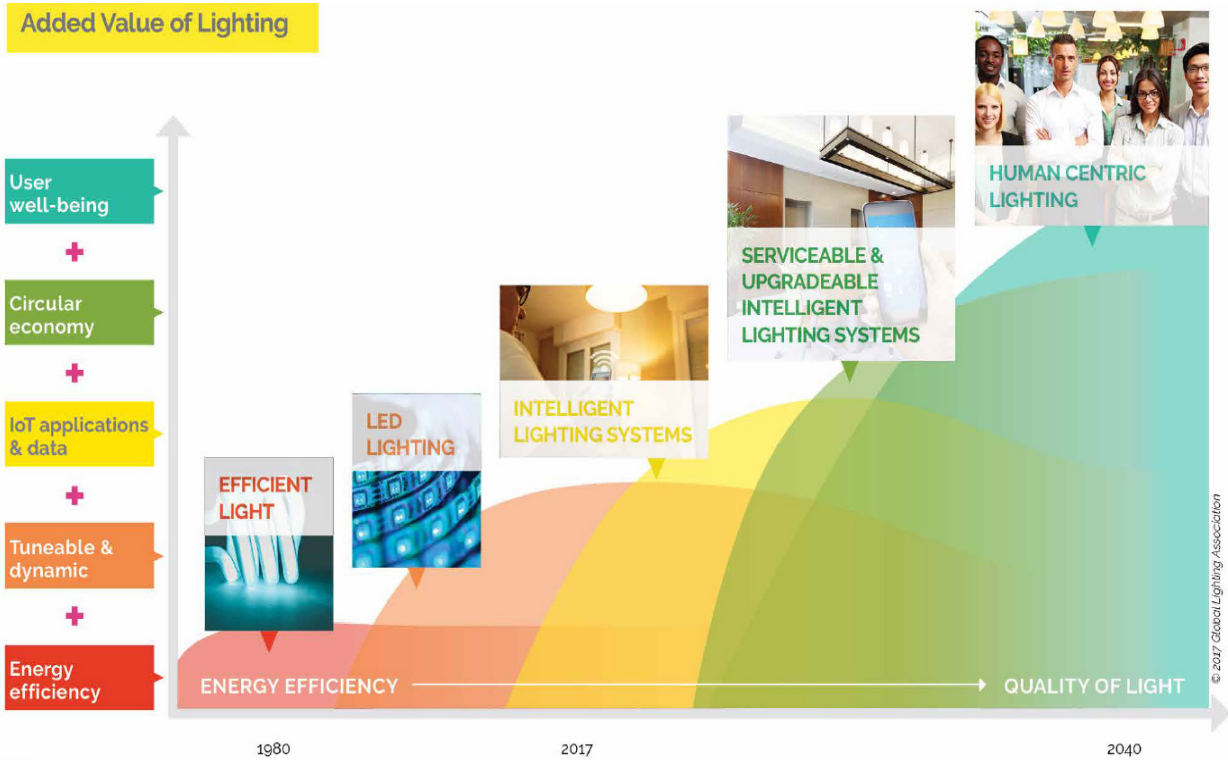 Added Value of Lighting
User
well-being
+
Circular
economy
+
IoT applications
& data
+
Tuneable &
dynamic
+
Energy
efficiency
EFFICIENT
LIGHT
LED
LIGHTING
INTELLIGENT
LIGHTING SYSTEMS
SERVICEABLE &
UPGRADEABLE
INTELLIGENT
LIGHTING SYSTEMS
HUMAN CENTRIC
LIGHTING
ENERGY EFFICIENCY
QUALITY OF LIGHT
1980
2017
2040
© 2017 Global Lighting Association